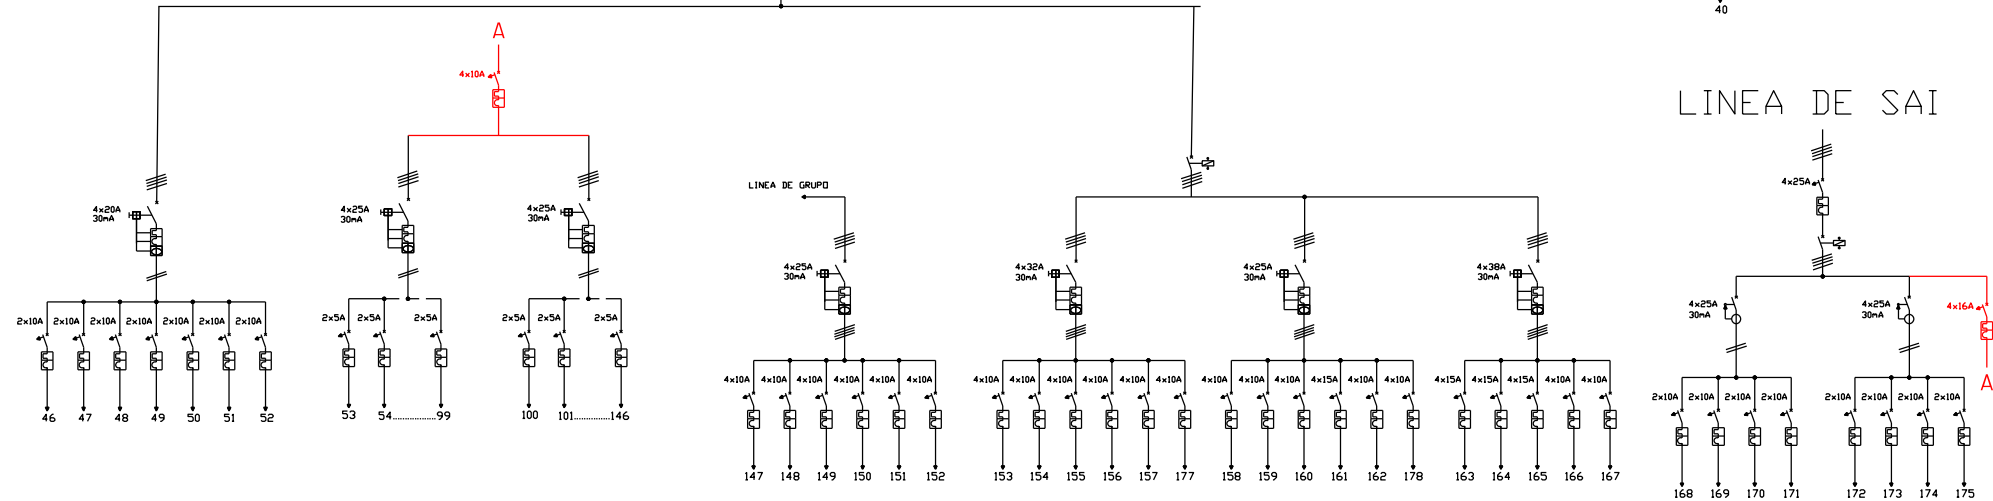 40
A
4x10A
LINEA DE SAI
4x25A
LINEA DE GRUPO
4x20A
30mA
4x25A
30mA
4x25A
30mA
4x25A
30mA
4x32A
30mA
4x25A
30mA
4x38A
30mA
4x25A
30mA
4x25A
30mA
4x16A
A
2x10A 2x10A 2x10A 2x10A 2x10A 2x10A 2x10A
2x5A 2x5A 2x5A
2x5A 2x5A 2x5A
4x10A 4x10A 4x10A 4x10A 4x10A 4x10A
4x10A 4x10A 4x10A 4x10A 4x10A 4x10A
4x10A 4x10A 4x10A 4x15A 4x10A 4x10A
4x15A 4x15A 4x15A 4x10A 4x10A
2x10A 2x10A 2x10A 2x10A
2x10A 2x10A 2x10A 2x10A
46 47 48 49 50 51 52
53 54..................99
100 101...............146
147 148 149 150 151 152
153 154 155 156 157 177
158 159 160 161 162 178
163 164 165 166 167
168 169 170 171
172 173 174 175